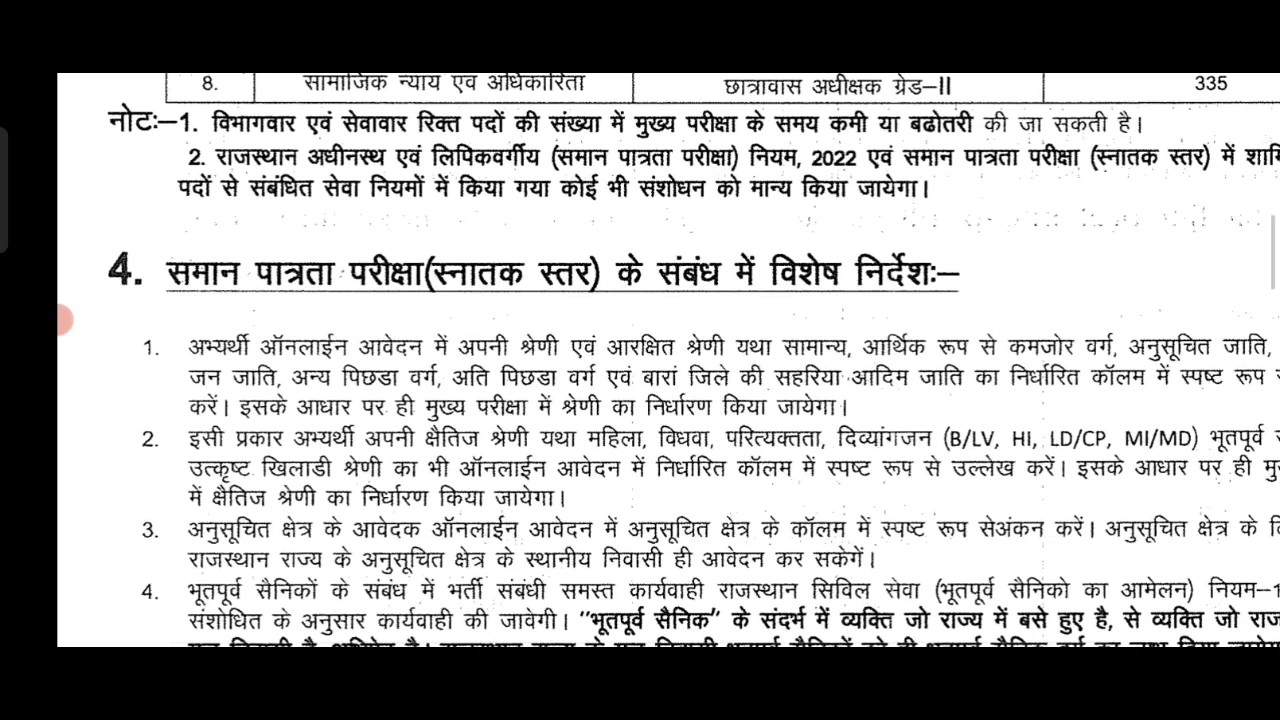 8. सामाजिक न्याय एव अधिकारिता छात्रावास अधीक्षक ग्रेड–II 335
नोटः–1. विभागवार एवं सेवावार रिक्त पदों की संख्या में मुख्य परीक्षा के समय कमी या बढोतरी की जा सकती है।
2. राजस्थान अधीनस्थ एवं लिपिकवर्गीय (समान पात्रता परीक्षा) नियम, 2022 एवं समान पात्रता परीक्षा (स्नातक स्तर) में
पदों से संबंधित सेवा नियमों में किया गया कोई भी संशोधन को मान्य किया जायेगा।
4. समान पात्रता परीक्षा(स्नातक स्तर) के संबंध में विशेष निर्देशः–
1. अभ्यर्थी ऑनलाईन आवेदन में अपनी श्रेणी एवं आरक्षित श्रेणी यथा सामान्य, आर्थिक रूप से कमजोर वर्ग, अनुसूचित जाति,
जन जाति, अन्य पिछडा वर्ग, अति पिछडा वर्ग एवं बारां जिले की सहरिया आदिम जाति का निर्धारित कॉलम में स्पष्ट रूप
करें। इसके आधार पर ही मुख्य परीक्षा में श्रेणी का निर्धारण किया जायेगा।
2. इसी प्रकार अभ्यर्थी अपनी क्षैतिज श्रेणी यथा महिला, विधवा, परित्यक्तता, दिव्यांगजन (B/LV, HI, LD/CP, MI/MD) भूतपूर्व
उत्कृष्ट खिलाडी श्रेणी का भी ऑनलाईन आवेदन में निर्धारित कॉलम में स्पष्ट रूप से उल्लेख करें। इसके आधार पर ही
में क्षैतिज श्रेणी का निर्धारण किया जायेगा।
3. अनुसूचित क्षेत्र के आवेदक ऑनलाईन आवेदन में अनुसूचित क्षेत्र के कॉलम में स्पष्ट रूप सेअंकन करें। अनुसूचित क्षेत्र के
राजस्थान राज्य के अनुसूचित क्षेत्र के स्थानीय निवासी ही आवेदन कर सकेगें।
4. भूतपूर्व सैनिकों के संबंध में भर्ती संबंधी समस्त कार्यवाही राजस्थान सिविल सेवा (भूतपूर्व सैनिको का आमेलन) नियम–1
संशोधित के अनुसार कार्यवाही की जावेगी। "भूतपूर्व सैनिक" के संदर्भ में व्यक्ति जो राज्य में बसे हुए है, से व्यक्ति जो